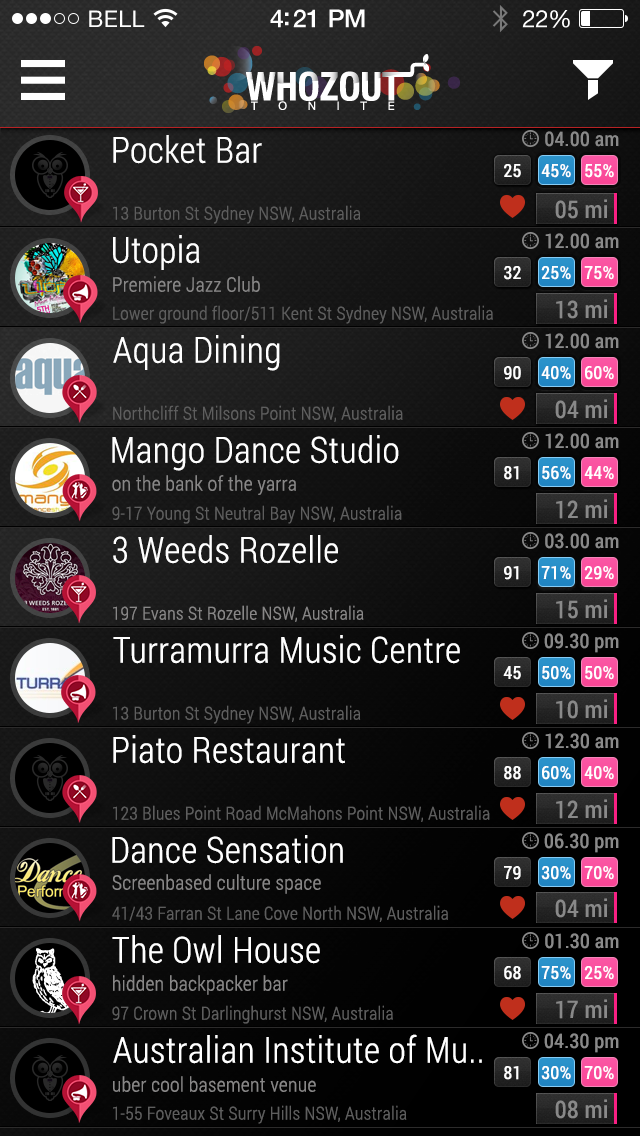 BELL 4:21 PM 22%
WHOZOUT
TONITE
04.00 am
Pocket Bar
25 45% 55%
13 Burton St Sydney NSW, Australia
05 mi
12.00 am
Utopia
32 25% 75%
Premiere Jazz Club
Lower ground floor/511 Kent St Sydney NSW, Australia
13 mi
12.00 am
Aqua Dining
aqua
90 40% 60%
Northcliff St Milsons Point NSW, Australia
04 mi
12.00 am
Mango Dance Studio
81 56% 44%
on the bank of the yarra
mang
9-17 Young St Neutral Bay NSW, Australia
12 mi
03.00 am
3 Weeds Rozelle
91 71% 29%
3 WEEDS ROZE
197 Evans St Rozelle NSW, Australia
15 mi
09.30 pm
Turramurra Music Centre
45 50% 50%
TURRA
13 Burton St Sydney NSW, Australia
10 mi
12.30 am
Piato Restaurant
88 60% 40%
123 Blues Point Road McMahons Point NSW, Australia
12 mi
06.30 pm
Dance Sensation
79 30% 70%
Dance
Perform
Screenbased culture space
41/43 Farran St Lane Cove North NSW, Australia
04 mi
01.30 am
The Owl House
68 75% 25%
hidden backpacker bar
97 Crown St Darlinghurst NSW, Australia
17 mi
04.30 pm
Australian Institute of Mu..
81 30% 70%
uber cool basement venue
1-55 Foveaux St Surry Hills NSW, Australia
08 mi